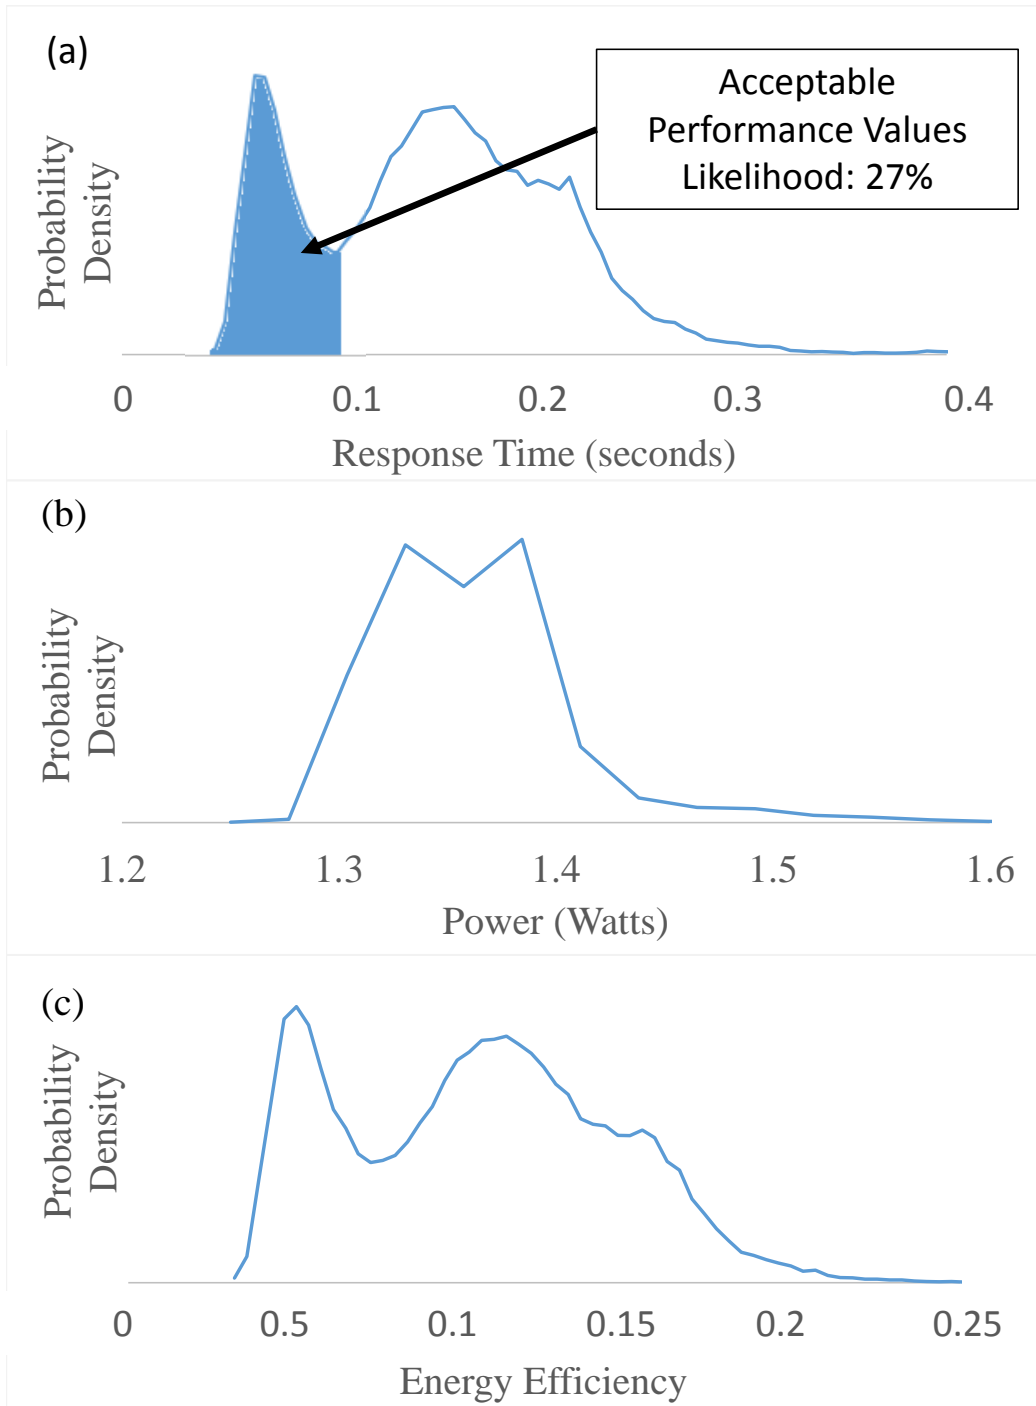 (a)
Acceptable
Performance Values
Likelihood: 27%
Probability
Density
0 0.1 0.2 0.3 0.4
Response Time (seconds)
(b)
Probability
Density
1.2 1.3 1.4 1.5 1.6
Power (Watts)
(c)
Probability
Density
0 0.5 0.1 0.15 0.2 0.25
Energy Efficiency